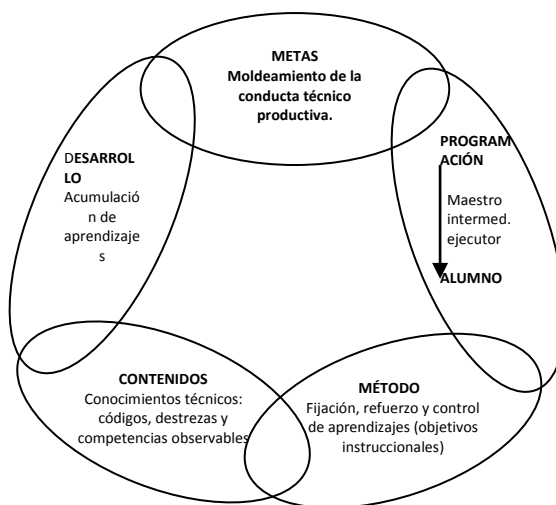 METAS
Moldeamiento de la
conducta técnico
productiva.
PROGRAM
ACIÓN
Maestro
intermed.
ejecutor
ALUMNO
DESARROL
LO
Acumulació
n de
aprendizaje
s
CONTENIDOS
Conocimientos técnicos:
códigos, destrezas y
competencias observables
MÉTODO
Fijación, refuerzo y control
de aprendizajes (objetivos
instruccionales)